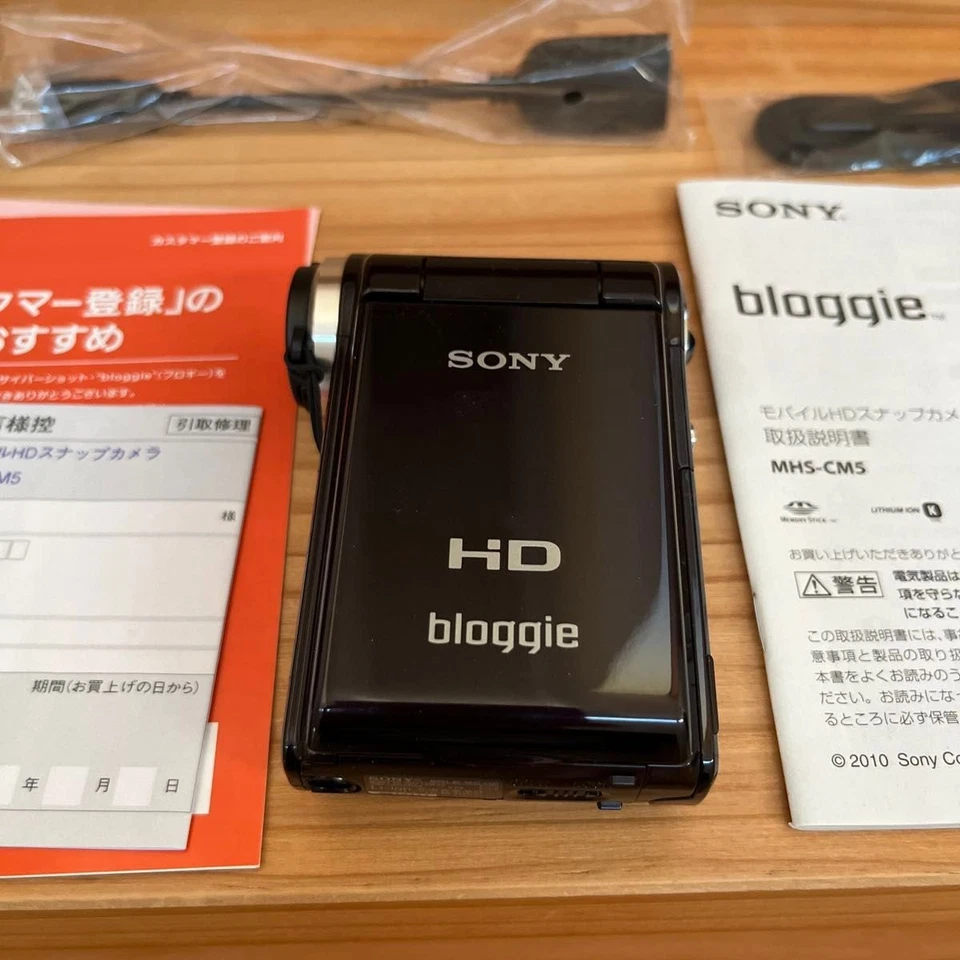 カスタマー登録のご案内
タマー登録」の
おすすめ
サイバーショット・"bloggie"(ブロギー)を
きありがとうございます。
客様控
引取修理
ルHDスナップカメラ
M5
様
期間(お買上げの日から)
年 月 日
SONY
HD
bloggie
SONY
bloggie™
モバイルHDスナップカメ
取扱説明書
MHS-CM5
MEMORY STICK
LITHIUM ION K
お買い上げいただきありがと
警告
電気製品は
項を守らな
になるこ
この取扱説明書には、事
意事項と製品の取り扱
本書をよくお読みのう
ださい。お読みになっ
るところに必ず保管
© 2010 Sony Co